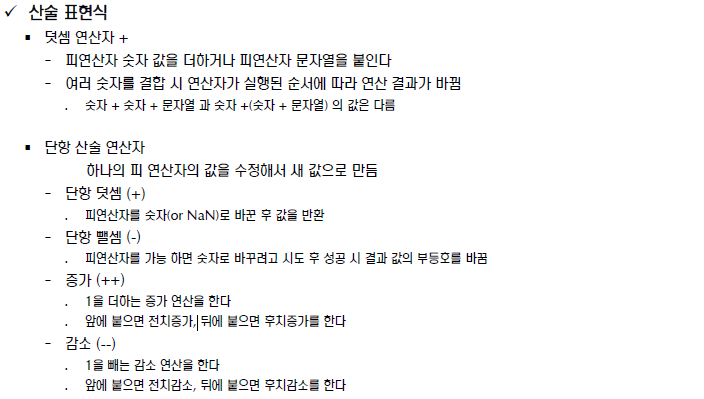 ✓ 산술 표현식
▪ 덧셈 연산자 +
- 피연산자 숫자 값을 더하거나 피연산자 문자열을 붙인다
- 여러 숫자를 결합 시 연산자가 실행된 순서에 따라 연산 결과가 바뀜
. 숫자 + 숫자 + 문자열 과 숫자 +(숫자 + 문자열) 의 값은 다름
▪ 단항 산술 연산자
하나의 피 연산자의 값을 수정해서 새 값으로 만듬
- 단항 덧셈 (+)
. 피연산자를 숫자(or NaN)로 바꾼 후 값을 반환
- 단항 뺄셈 (-)
. 피연산자를 가능 하면 숫자로 바꾸려고 시도 후 성공 시 결과 값의 부등호를 바꿈
- 증가 (++)
. 1을 더하는 증가 연산을 한다
. 앞에 붙으면 전치증가, 뒤에 붙으면 후치증가를 한다
- 감소 (--)
. 1을 빼는 감소 연산을 한다
. 앞에 붙으면 전치감소, 뒤에 붙으면 후치감소를 한다